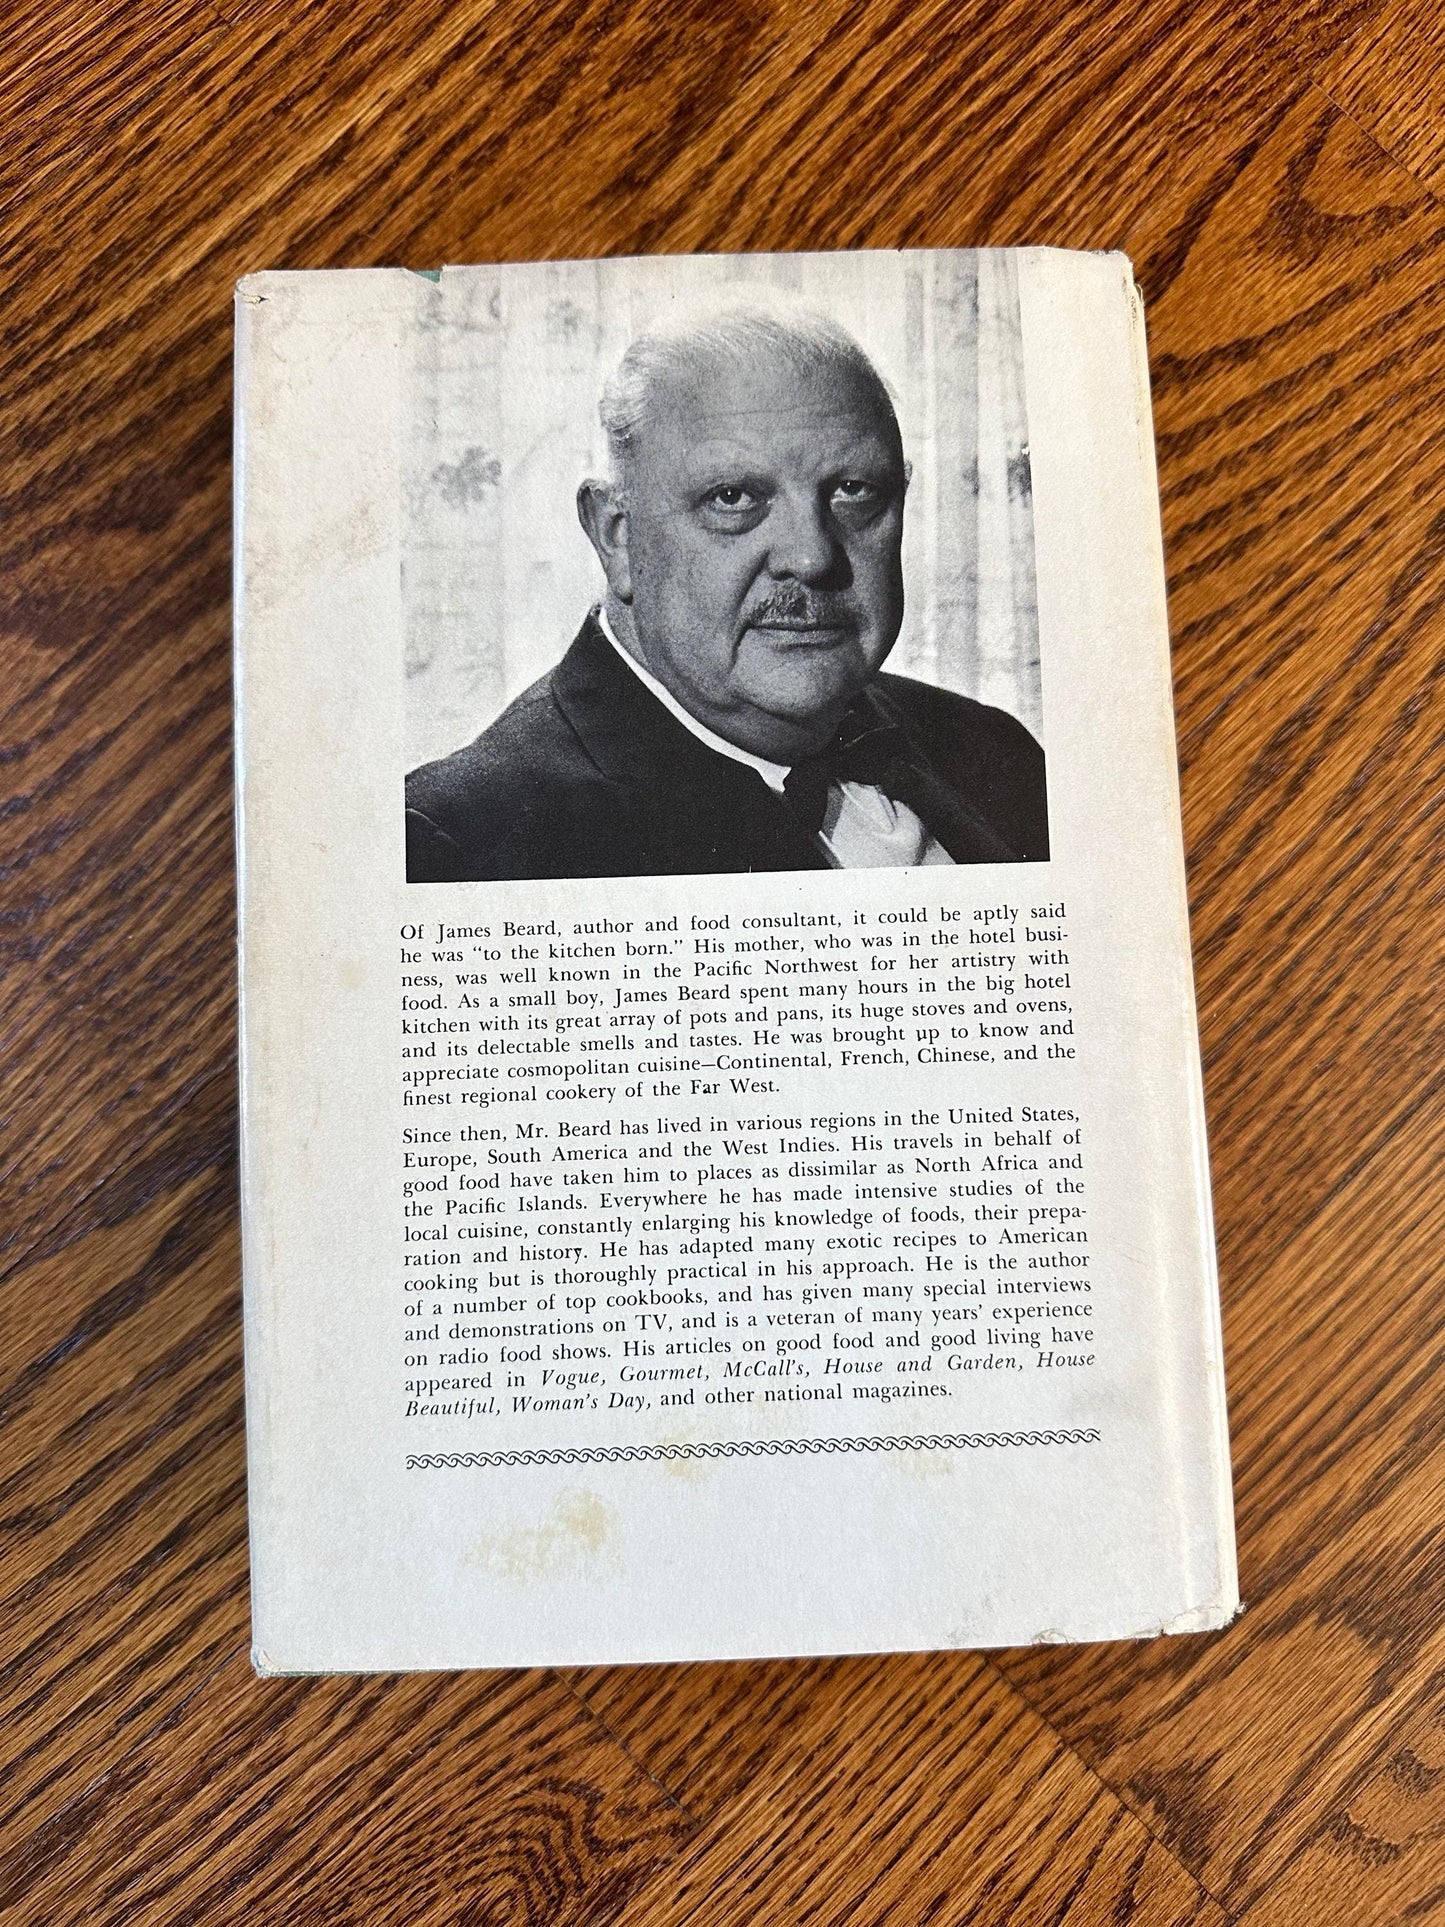 Of James Beard, author and food consultant, it could be aptly said
he was “to the kitchen born.” His mother, who was in the hotel busi-
ness, was well known in the Pacific Northwest for her artistry with
food. As a small boy, James Beard spent many hours in the big hotel
kitchen with its great array of pots and pans, its huge stoves and ovens,
and its delectable smells and tastes. He was brought up to know and
appreciate cosmopolitan cuisine—Continental, French, Chinese, and the
finest regional cookery of the Far West.
Since then, Mr. Beard has lived in various regions in the United States,
Europe, South America and the West Indies. His travels in behalf of
good food have taken him to places as dissimilar as North Africa and
the Pacific Islands. Everywhere he has made intensive studies of the
local cuisine, constantly enlarging his knowledge of foods, their prepa-
ration and history. He has adapted many exotic recipes to American
cooking but is thoroughly practical in his approach. He is the author
of a number of top cookbooks, and has given many special interviews
and demonstrations on TV, and is a veteran of many years’ experience
on radio food shows. His articles on good food and good living have
appeared in Vogue, Gourmet, McCall’s, House and Garden, House
Beautiful, Woman’s Day, and other national magazines.